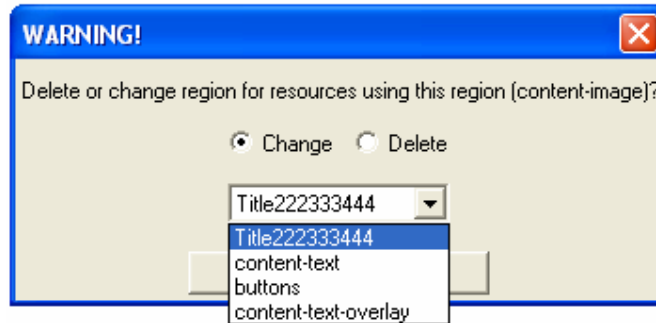 WARNING!
Delete or change region for resources using this region (content-image)?
Change Delete
Title222333444
Title222333444
content-text
buttons
content-text-overlay